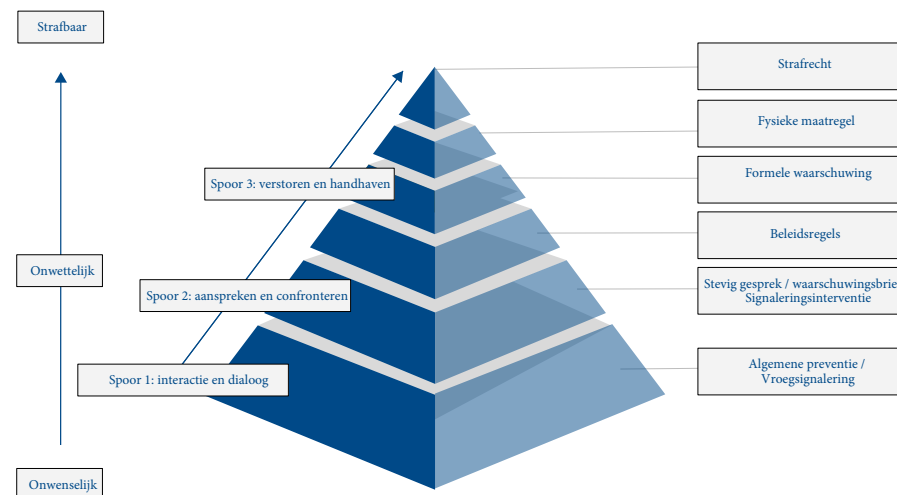 Strafbaar
Strafrecht
Fysieke maatregel
Formele waarschuwing
Spoor 3: verstoren en handhaven
Beleidsregels
Onwettelijk
Stevig gesprek / waarschuwingsbrie
Signaleringsinterventie
Spoor 2: aanspreken en confronteren
Algemene preventie /
Vroegsignalering
Spoor 1: interactie en dialoog
Onwenselijk